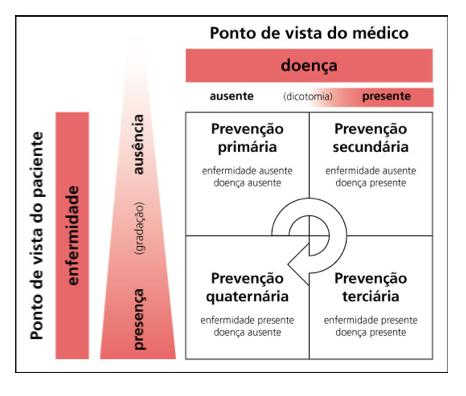 Ponto de vista do médico
doença
ausente (dicotomia) presente
Ponto de vista do paciente
enfermidade
ausência
(gradação)
presença
Prevenção
primária
enfermidade ausente
doença ausente
Prevenção
secundária
enfermidade ausente
doença presente
Prevenção
quaternária
enfermidade presente
doença ausente
Prevenção
terciária
enfermidade presente
doença presente